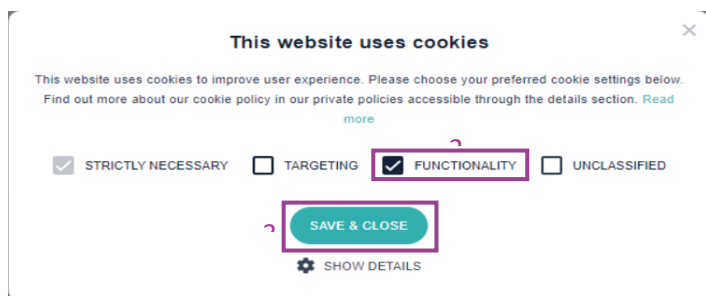 This website uses cookies
This website uses cookies to improve user experience. Please choose your preferred cookie settings below.
Find out more about our cookie policy in our private policies accessible through the details section. Read
more
STRICTLY NECESSARY TARGETING FUNCTIONALITY UNCLASSIFIED
SAVE & CLOSE
SHOW DETAILS